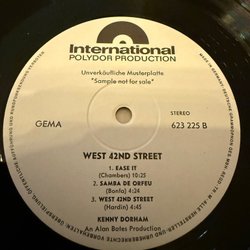 International
POLYDOR PRODUCTION
Unverkäufliche Musterplatte
"Sample not for sale"
GEMA
STEREO
623 225 B
WEST 42ND STREET
1. EASE IT
(Chambers) 10:25
2. SAMBA DE ORFEU
(Bonfa) 4:24
3. WEST 42ND STREET
(Hardin) 4:45
KENNY DORHAM
An Alan Bates Production